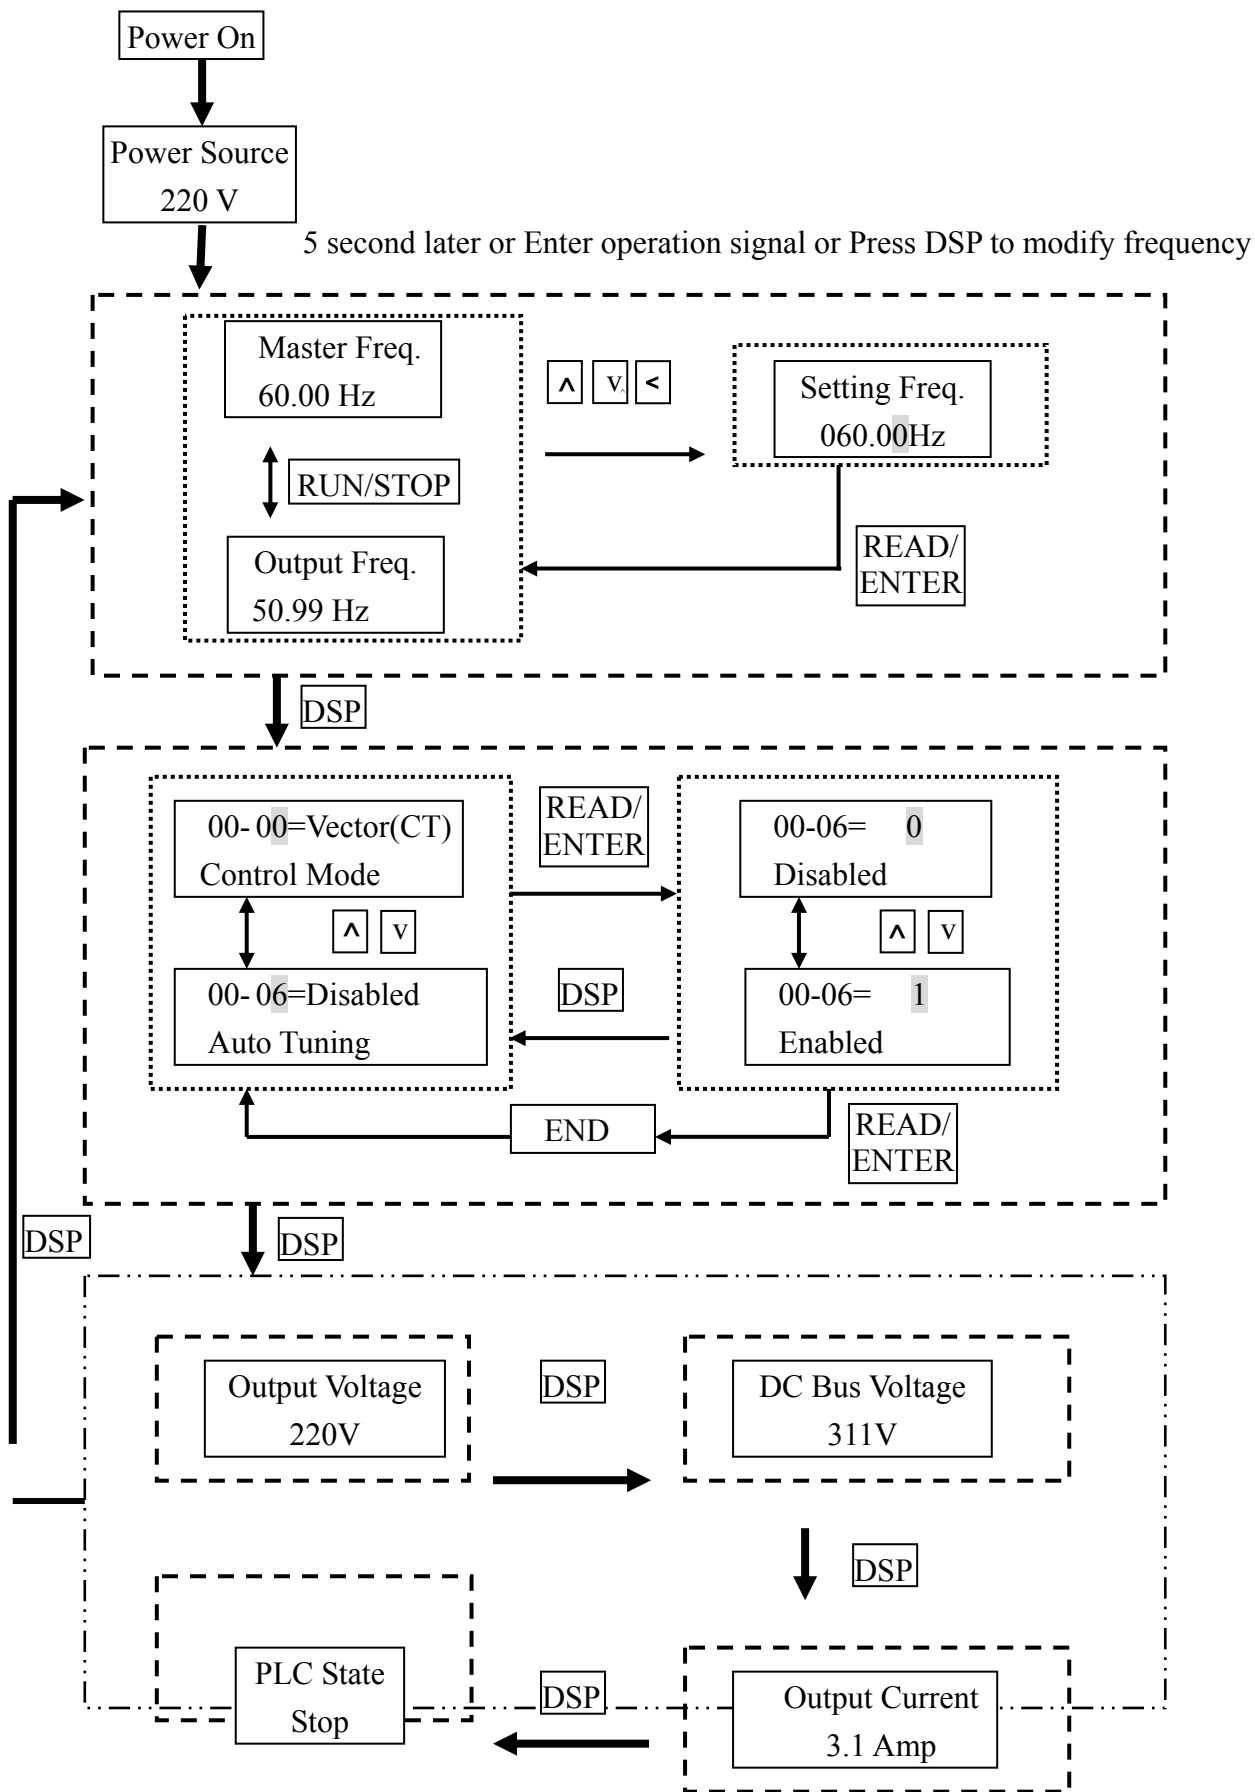 Power On
Power Source
220 V
5 second later or Enter operation signal or Press DSP to modify frequency
Master Freq.
60.00 Hz
^ v ^ <
Setting Freq.
060.00Hz
RUN/STOP
Output Freq.
50.99 Hz
READ/
ENTER
DSP
00- 00=Vector(CT)
Control Mode
READ/
ENTER
00-06= 0
Disabled
^ v
^ v
00- 06=Disabled
Auto Tuning
DSP
00-06= 1
Enabled
END
READ/
ENTER
DSP
DSP
Output Voltage
220V
DSP
DC Bus Voltage
311V
DSP
PLC State
Stop
DSP
Output Current
3.1 Amp